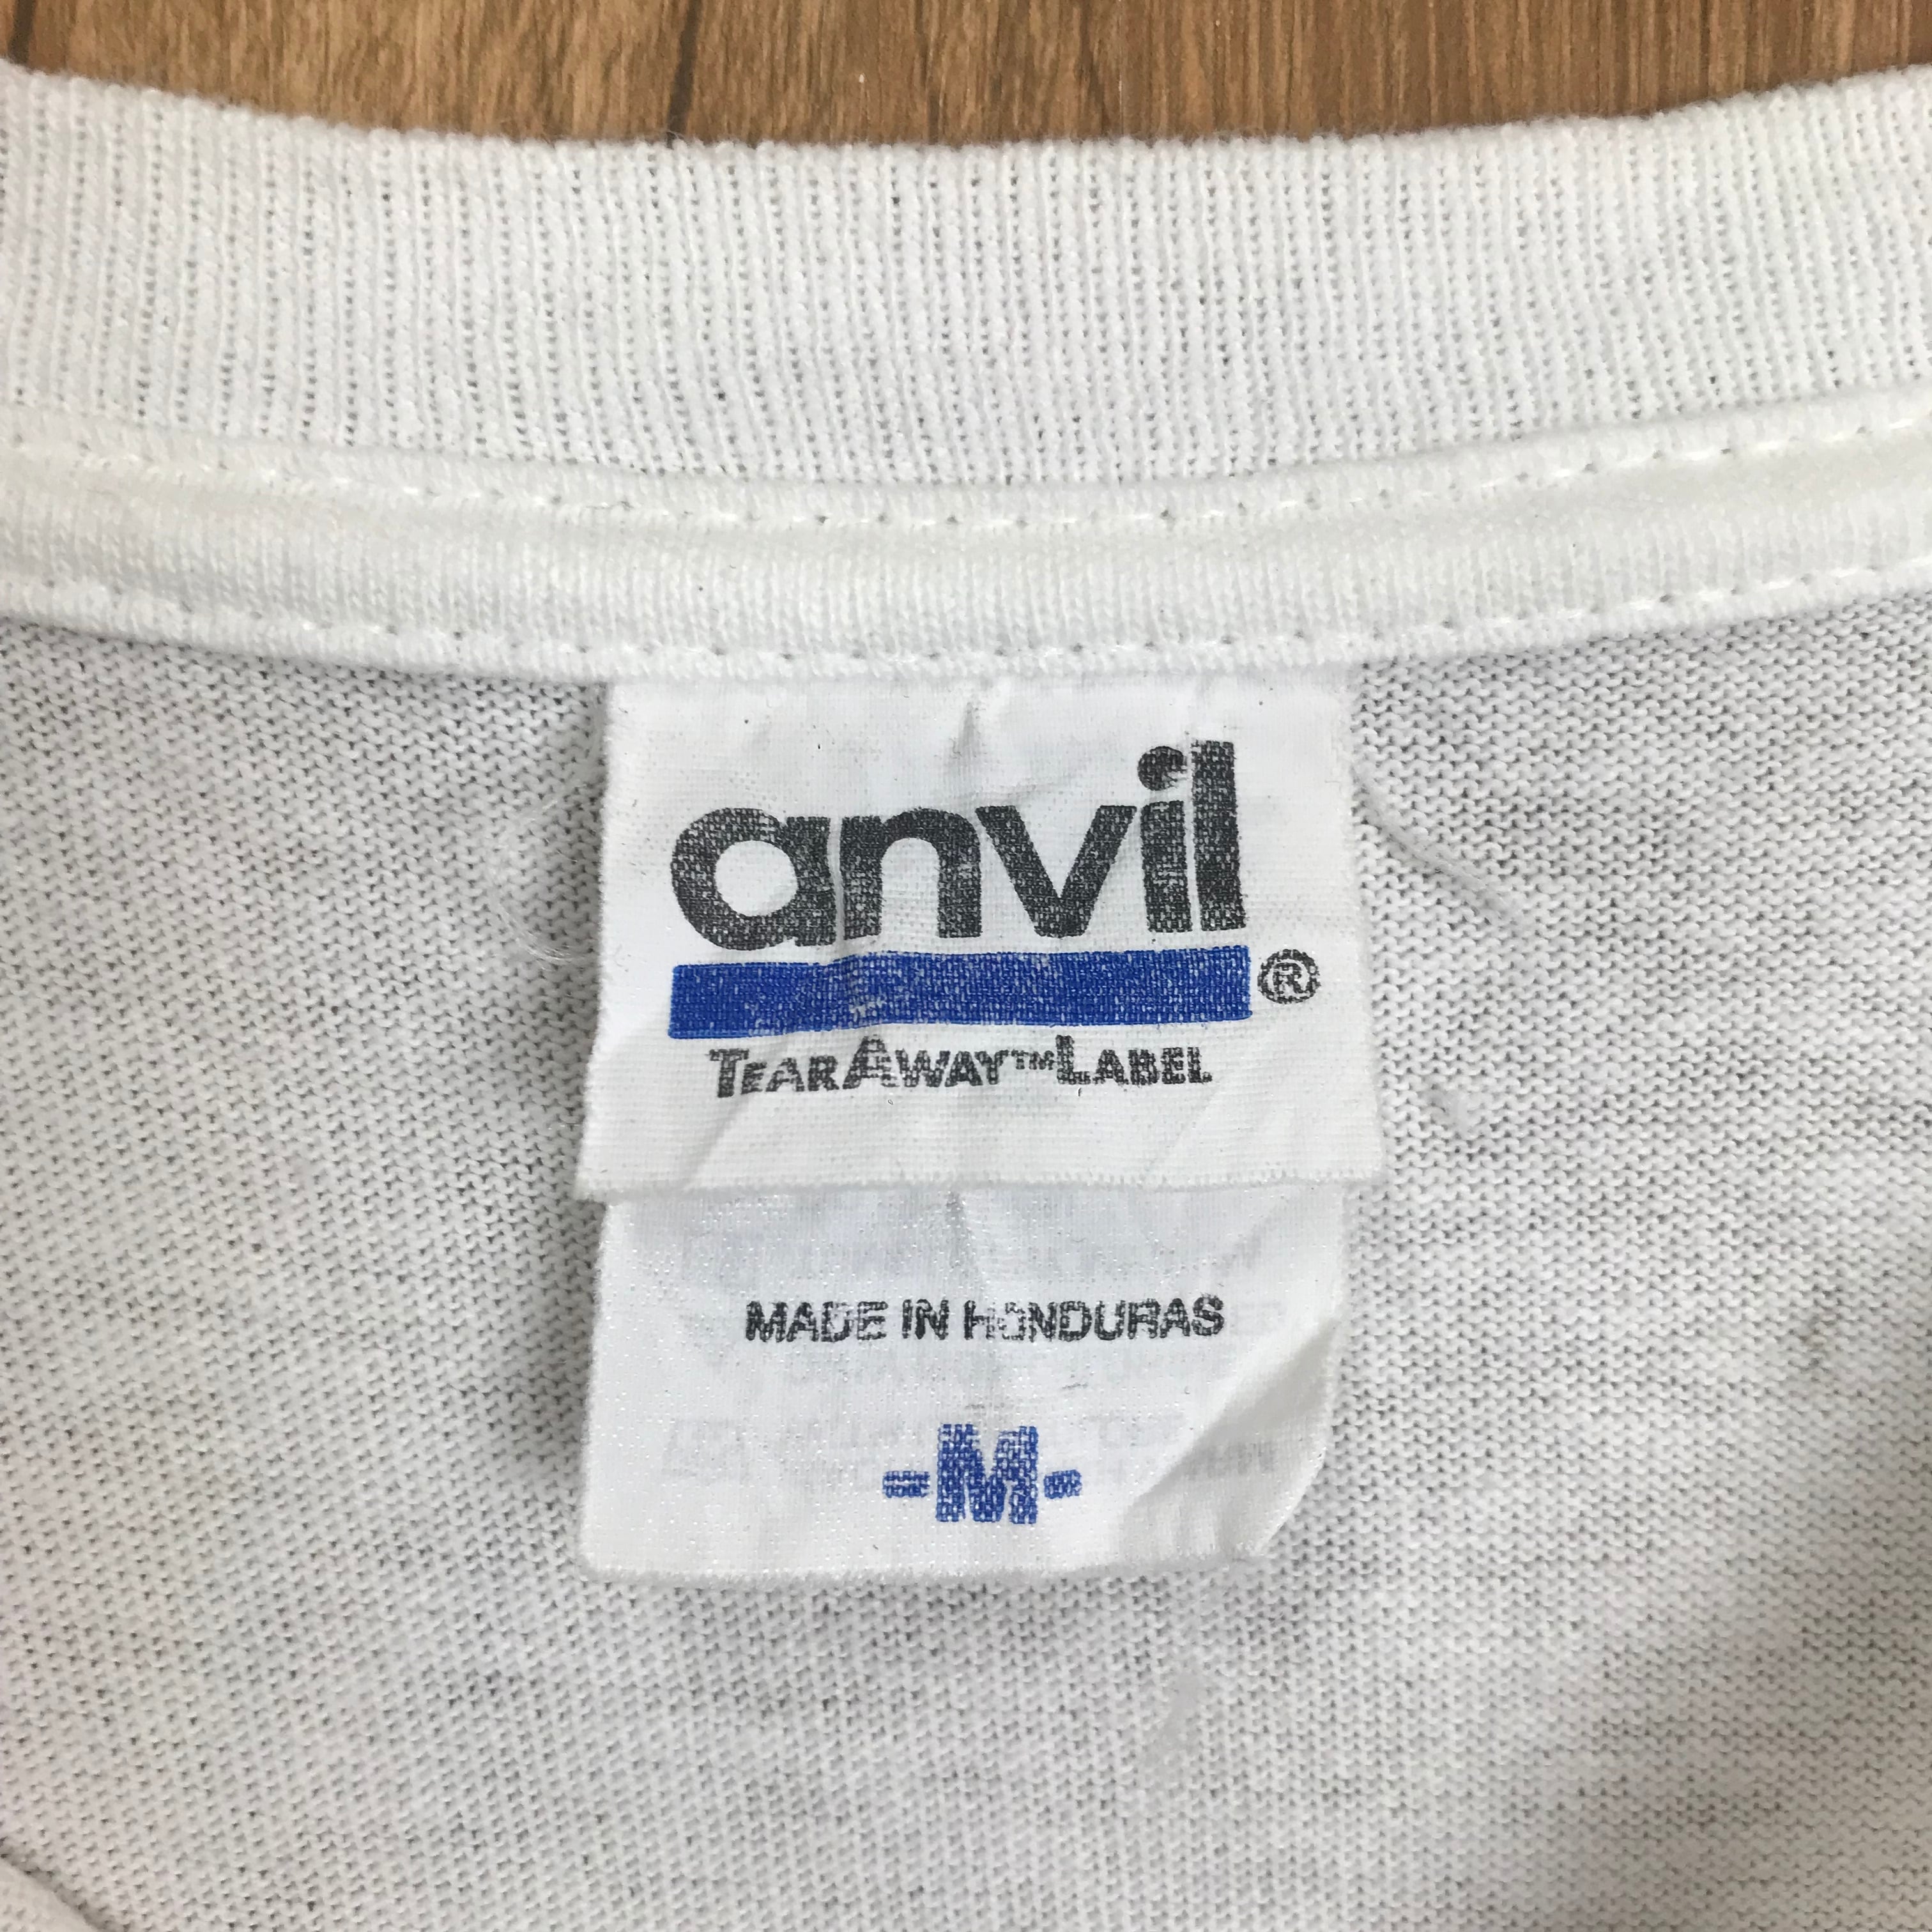 anvil
®
TEARAWAY™LABEL
MADE IN HONDURAS
-M-